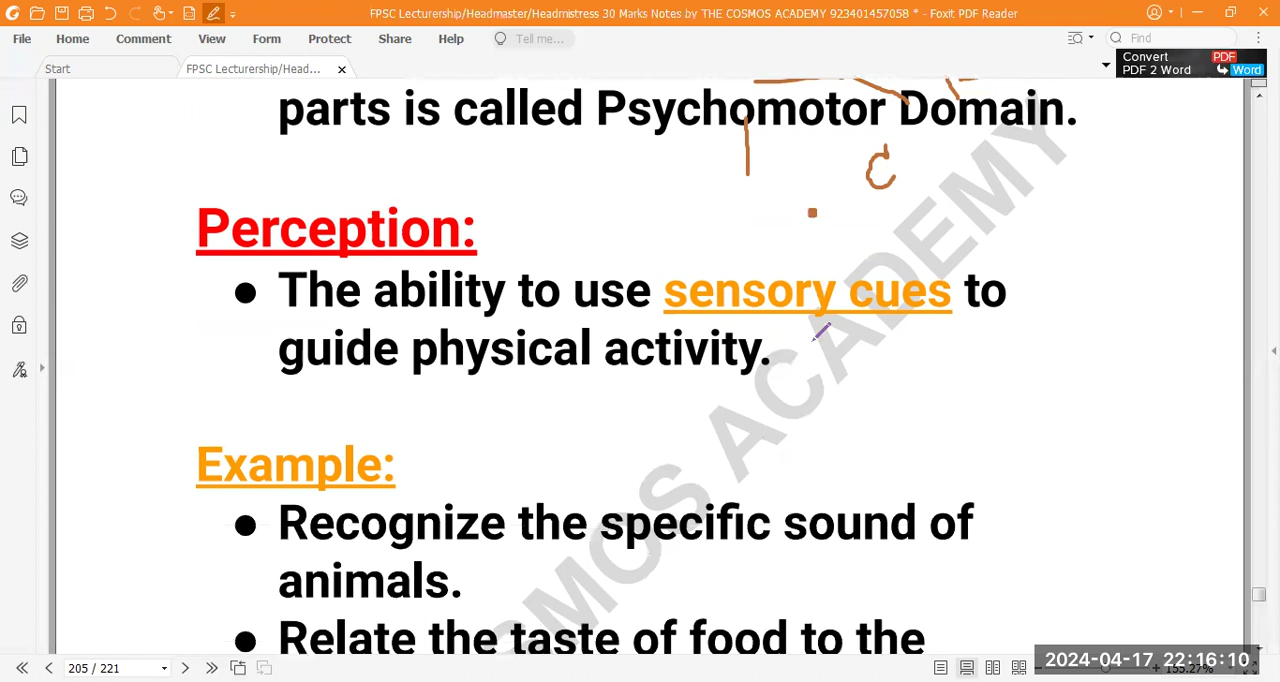 FPSC Lecturership/Headmaster/Headmistress 30 Marks Notes by THE COSMOS ACADEMY 923401457058 * - Foxit PDF Reader
File Home Comment View Form Protect Share Help Tell me... Find
Start FPSC Lecturership/Head... Convert PDF
PDF 2 Word Word
parts is called Psychomotor Domain.
C
Perception:
● The ability to use sensory cues to
guide physical activity.
Example:
● Recognize the specific sound of
animals.
● Relate the taste of food to the
COSMOS ACADEMY
205 / 221 2024-04-17 22:16:10